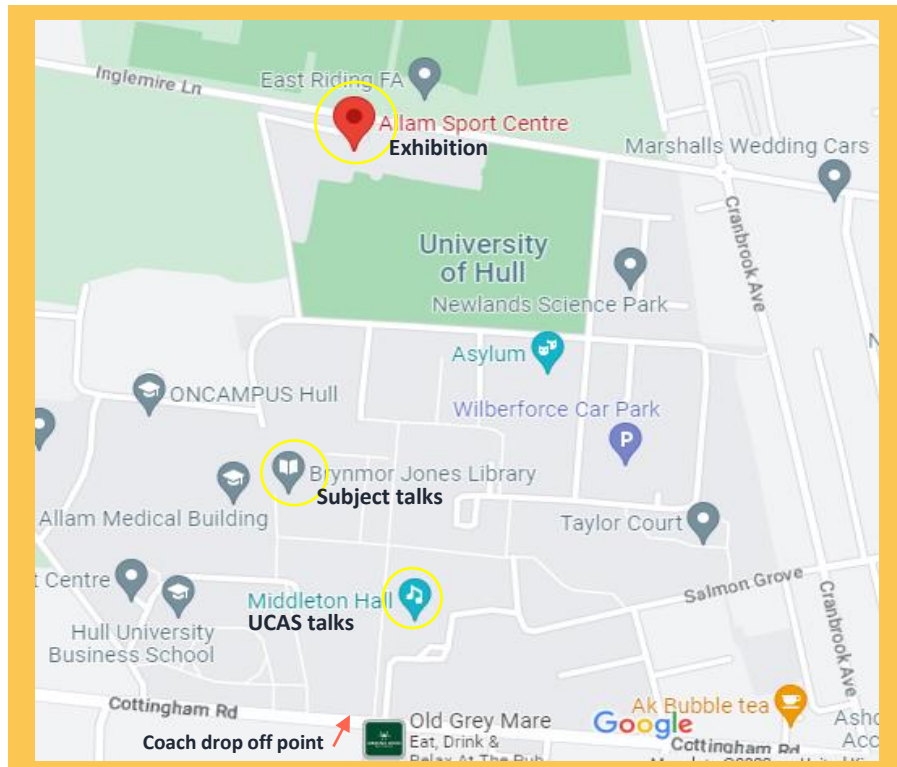 Inglemire Ln
East Riding FA
Allam Sport Centre
Exhibition
Marshalls Wedding Cars
Cranbrook Ave
University
of Hull
Newlands Science Park
Asylum
ONCAMPUS Hull
Wilberforce Car Park
P
Brynmor Jones Library
Subject talks
Allam Medical Building
Taylor Court
t Centre
Middleton Hall
UCAS talks
Salmon Grove
Cranbrook Ave
Hull University
Business School
Cottingham Rd
Ak Bubble tea
Old Grey Mare
Google
Coach drop off point
Eat, Drink &
Relax At The Pub
Cottingham Rd